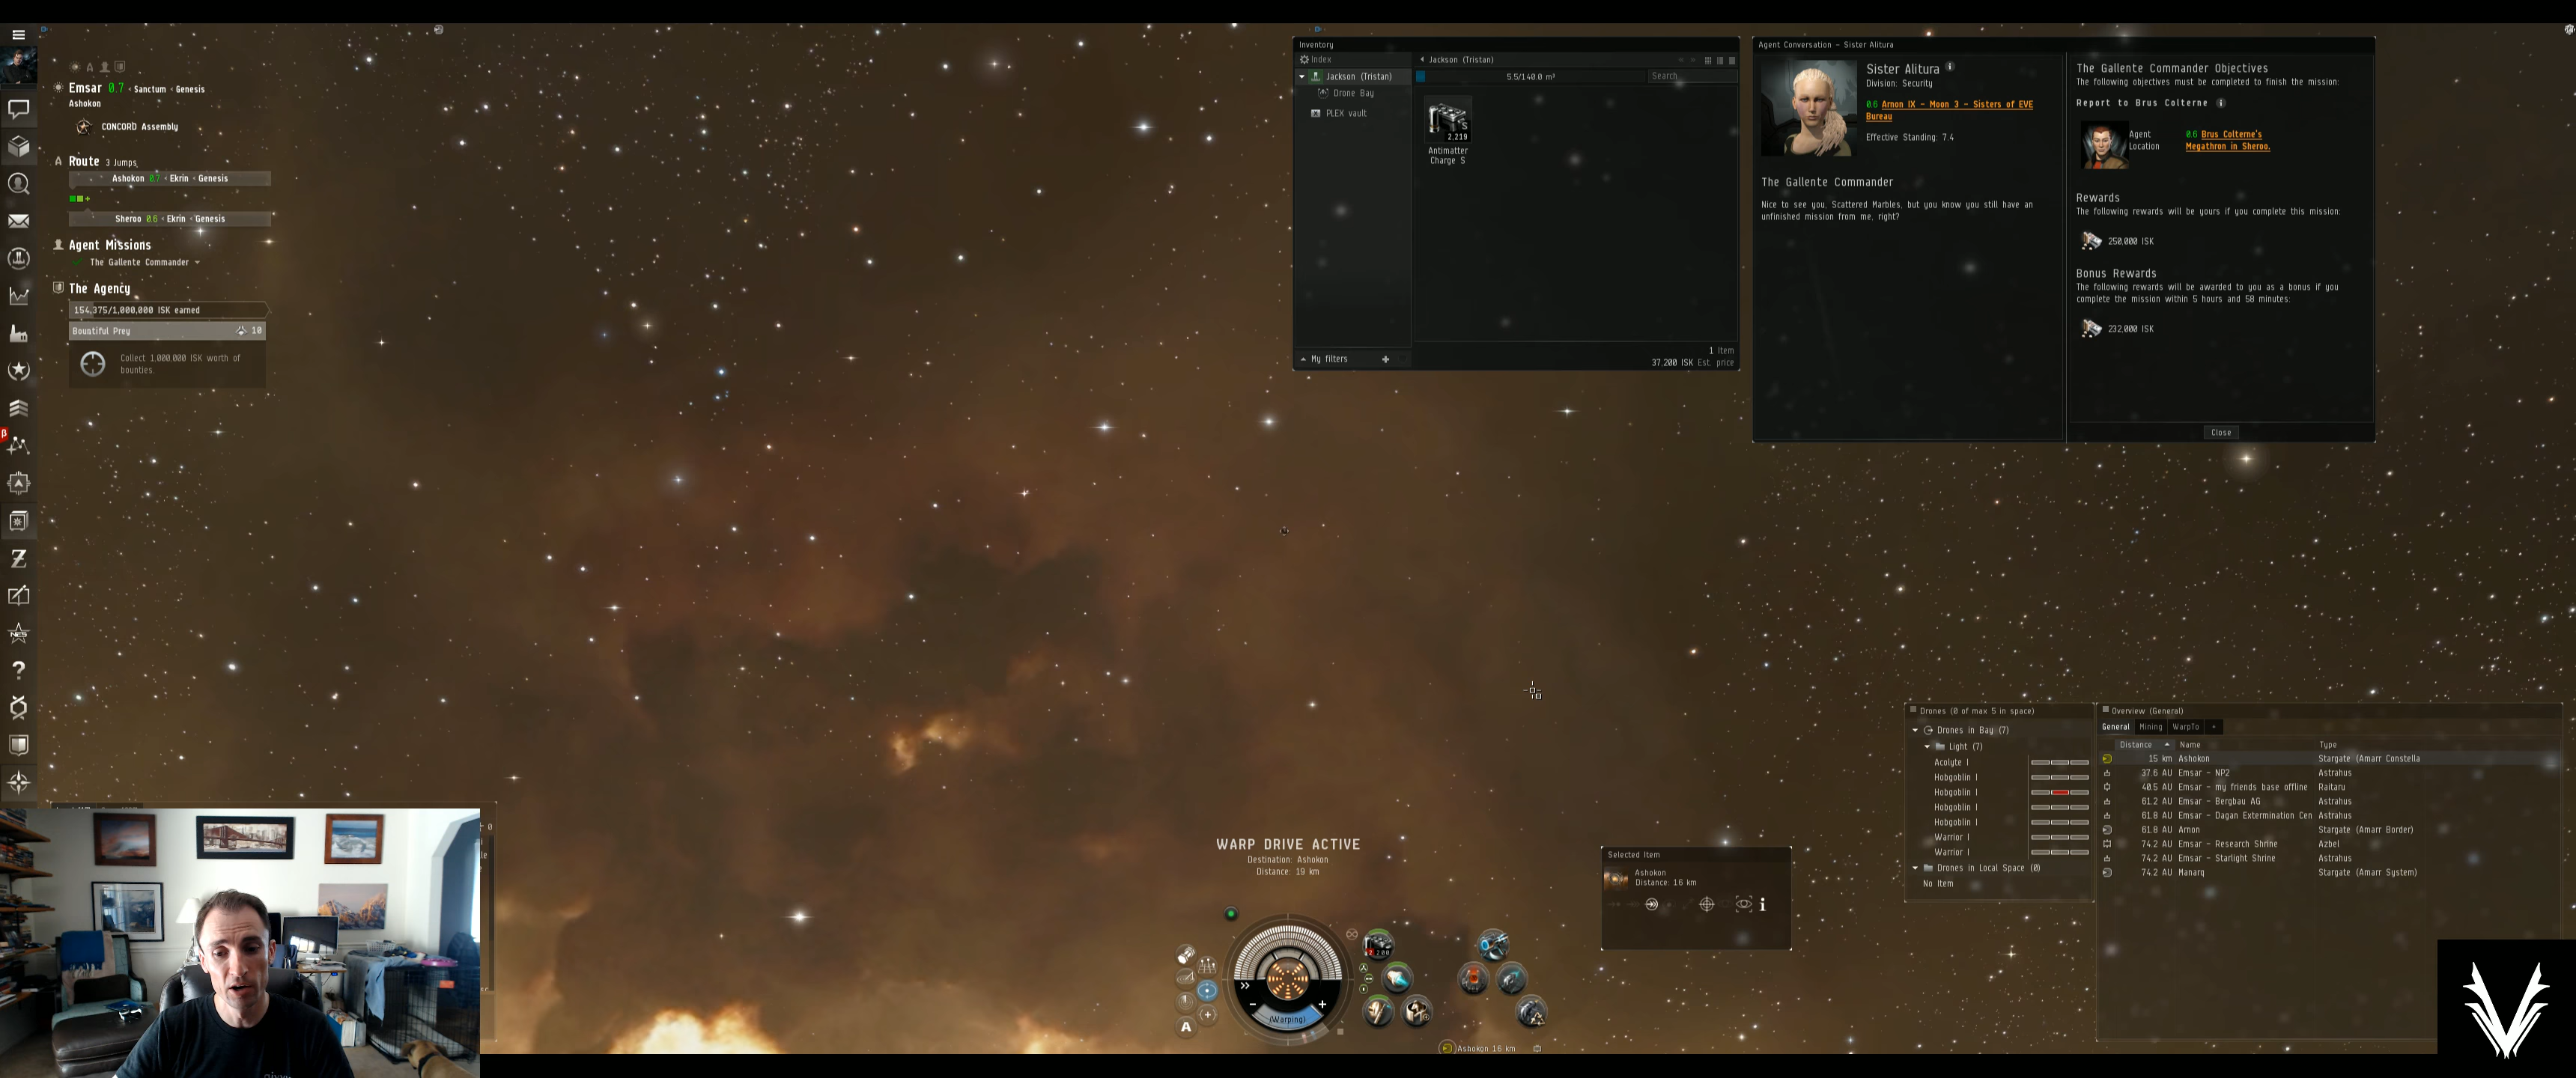 Emsar 0.7 ‹ Sanctum ‹ Genesis
Ashokon
CONCORD Assembly
Route 3 Jumps
Ashokon 0.7 ‹ Ekrin ‹ Genesis
Sheroo 0.6 ‹ Ekrin ‹ Genesis
Agent Missions
The Gallente Commander
The Agency
154,375/1,000,000 ISK earned
Bountiful Prey 10
Collect 1,000,000 ISK worth of
bounties.
Inventory
Index
Jackson (Tristan)
Drone Bay
PLEX vault
My filters
Jackson (Tristan)
5.5/140.0 m³
Search
2,219
Antimatter
Charge S
1 Item
37,200 ISK Est. price
Agent Conversation - Sister Alitura
Sister Alitura
Division: Security
0.6 Arnon IX - Moon 3 - Sisters of EVE
Bureau
Effective Standing: 7.4
The Gallente Commander
Nice to see you, Scattered Marbles, but you know you still have an
unfinished mission from me, right?
The Gallente Commander Objectives
The following objectives must be completed to finish the mission:
Report to Brus Colterne
Agent
Location
0.6 Brus Colterne's
Megathron in Sheroo.
Rewards
The following rewards will be yours if you complete this mission:
250,000 ISK
Bonus Rewards
The following rewards will be awarded to you as a bonus if you
complete the mission within 5 hours and 58 minutes:
232,000 ISK
Close
WARP DRIVE ACTIVE
Destination: Ashokon
Distance: 19 km
(Warping)
Selected Item
Ashokon
Distance: 16 km
Ashokon 16 km
Drones (0 of max 5 in space)
Drones in Bay (7)
Light (7)
Acolyte I
Hobgoblin I
Hobgoblin I
Hobgoblin I
Hobgoblin I
Warrior I
Warrior I
Drones in Local Space (0)
No Item
Overview (General)
General Mining WarpTo +
Distance Name Type
15 km Ashokon Stargate (Amarr Constella
37.6 AU Emsar - NP2 Astrahus
40.5 AU Emsar - my friends base offline Raitaru
61.2 AU Emsar - Bergbau AG Astrahus
61.8 AU Emsar - Dagan Extermination Cen Astrahus
61.8 AU Arnon Stargate (Amarr Border)
74.2 AU Emsar - Research Shrine Azbel
74.2 AU Emsar - Starlight Shrine Astrahus
74.2 AU Manarq Stargate (Amarr System)